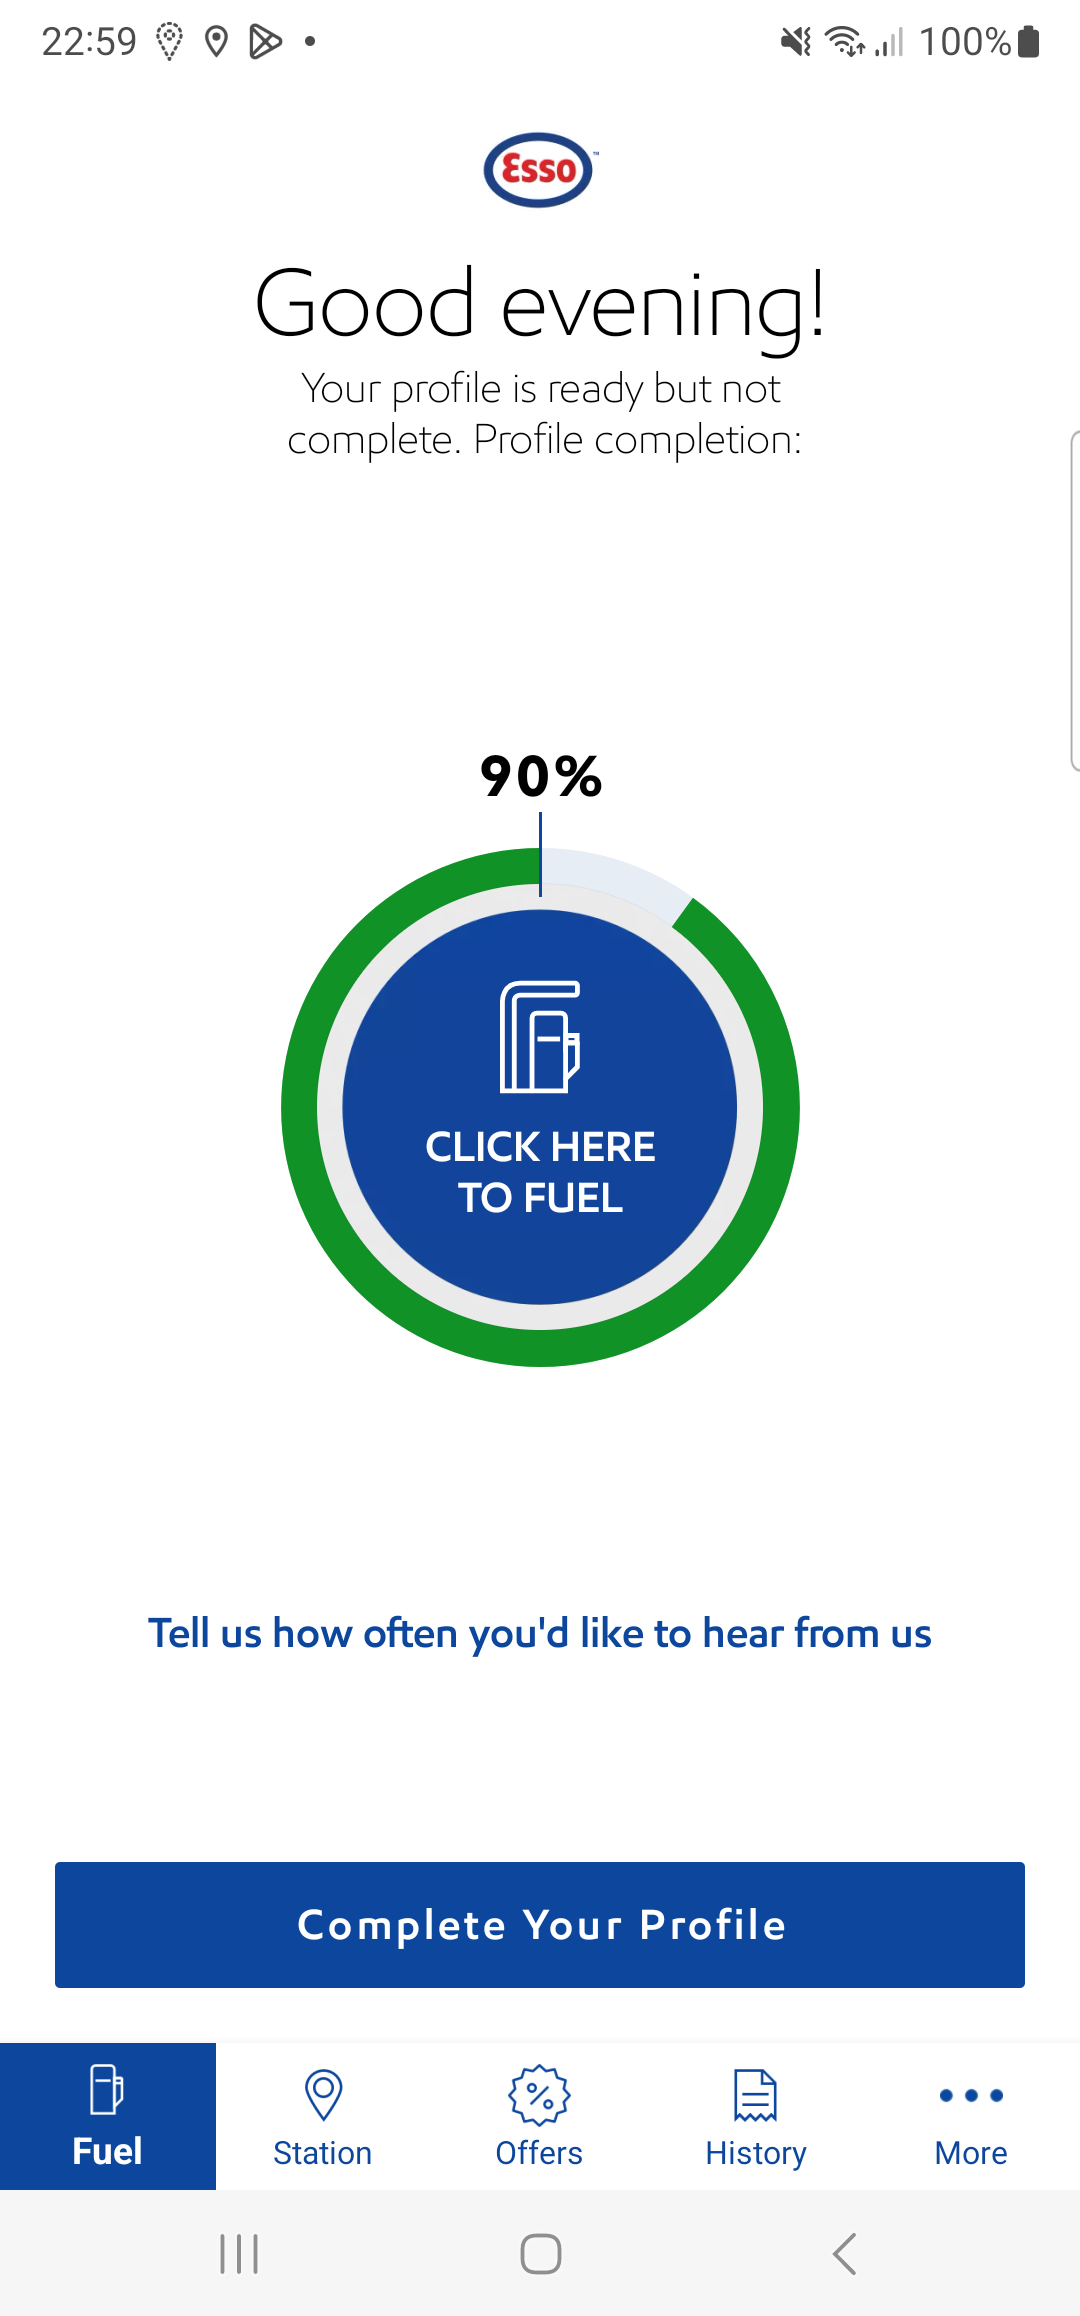 22:59
100%
Esso
™
Good evening!
Your profile is ready but not
complete. Profile completion:
90%
CLICK HERE
TO FUEL
Tell us how often you'd like to hear from us
Complete Your Profile
Fuel
Station
Offers
History
More